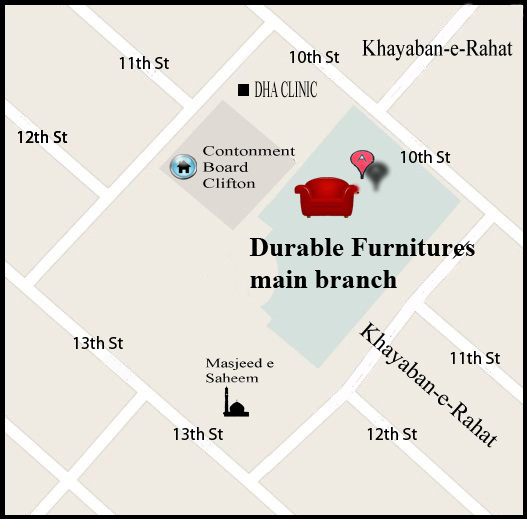 Khayaban-e-Rahat
10th St
11th St
DHA CLINIC
12th St
Contonment
Board
Clifton
A
10th St
Durable Furnitures
main branch
13th St
Khayaban-e-Rahat
11th St
Masjeed e
Saheem
13th St
12th St